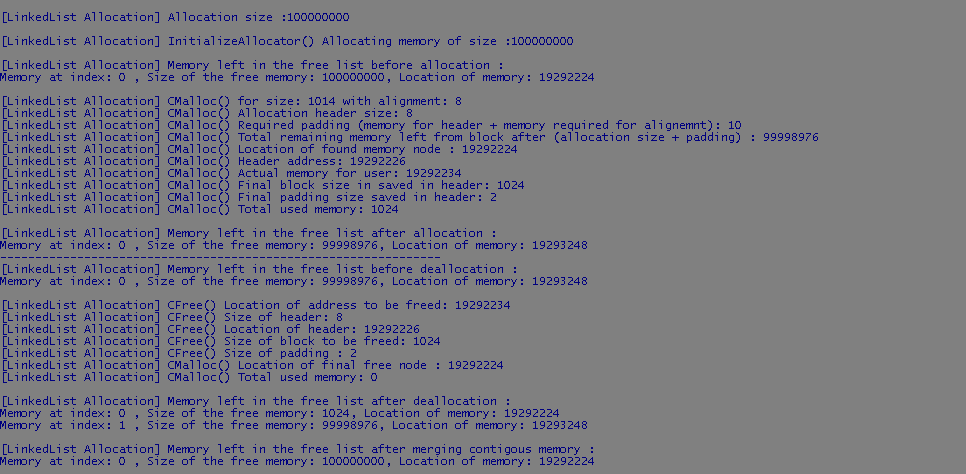 [LinkedList Allocation] Allocation size :100000000
[LinkedList Allocation] InitializeAllocator() Allocating memory of size :100000000
[LinkedList Allocation] Memory left in the free list before allocation :
Memory at index: 0 , Size of the free memory: 100000000, Location of memory: 19292224
[LinkedList Allocation] CMalloc() for size: 1014 with alignment: 8
[LinkedList Allocation] CMalloc() Allocation header size: 8
[LinkedList Allocation] CMalloc() Required padding (memory for header + memory required for alignemnt): 10
[LinkedList Allocation] CMalloc() Total remaining memory left from block after (allocation size + padding) : 99998976
[LinkedList Allocation] CMalloc() Location of found memory node : 19292224
[LinkedList Allocation] CMalloc() Header address: 19292226
[LinkedList Allocation] CMalloc() Actual memory for user: 19292234
[LinkedList Allocation] CMalloc() Final block size in saved in header: 1024
[LinkedList Allocation] CMalloc() Final padding size saved in header: 2
[LinkedList Allocation] CMalloc() Total used memory: 1024
[LinkedList Allocation] Memory left in the free list after allocation :
Memory at index: 0 , Size of the free memory: 99998976, Location of memory: 19293248
---------------------------------------------------------------
[LinkedList Allocation] Memory left in the free list before deallocation :
Memory at index: 0 , Size of the free memory: 99998976, Location of memory: 19293248
[LinkedList Allocation] CFree() Location of address to be freed: 19292234
[LinkedList Allocation] CFree() Size of header: 8
[LinkedList Allocation] CFree() Location of header: 19292226
[LinkedList Allocation] CFree() Size of block to be freed: 1024
[LinkedList Allocation] CFree() Size of padding : 2
[LinkedList Allocation] CMalloc() Location of final free node : 19292224
[LinkedList Allocation] CMalloc() Total used memory: 0
[LinkedList Allocation] Memory left in the free list after deallocation :
Memory at index: 0 , Size of the free memory: 1024, Location of memory: 19292224
Memory at index: 1 , Size of the free memory: 99998976, Location of memory: 19293248
[LinkedList Allocation] Memory left in the free list after merging contigous memory :
Memory at index: 0 , Size of the free memory: 100000000, Location of memory: 19292224